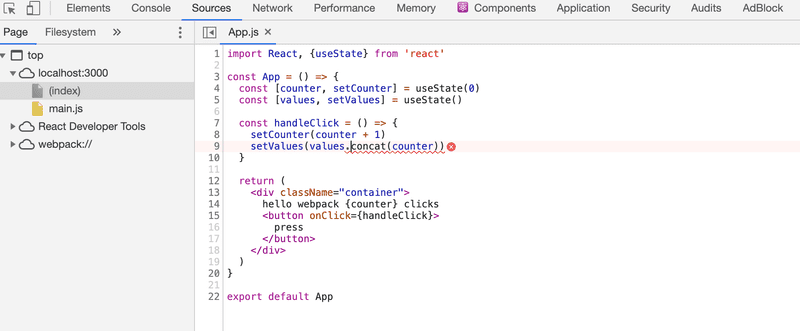 Elements Console Sources Network Performance Memory Components Application Security Audits AdBlock
Page Filesystem »
App.js ×
top
localhost:3000
(index)
main.js
React Developer Tools
webpack://
1 import React, {useState} from 'react'
2
3 const App = () => {
4   const [counter, setCounter] = useState(0)
5   const [values, setValues] = useState()
6
7   const handleClick = () => {
8     setCounter(counter + 1)
9     setValues(values.concat(counter))
10   }
11
12   return (
13     <div className="container">
14       hello webpack {counter} clicks
15       <button onClick={handleClick}>
16         press
17       </button>
18     </div>
19   )
20 }
21
22 export default App